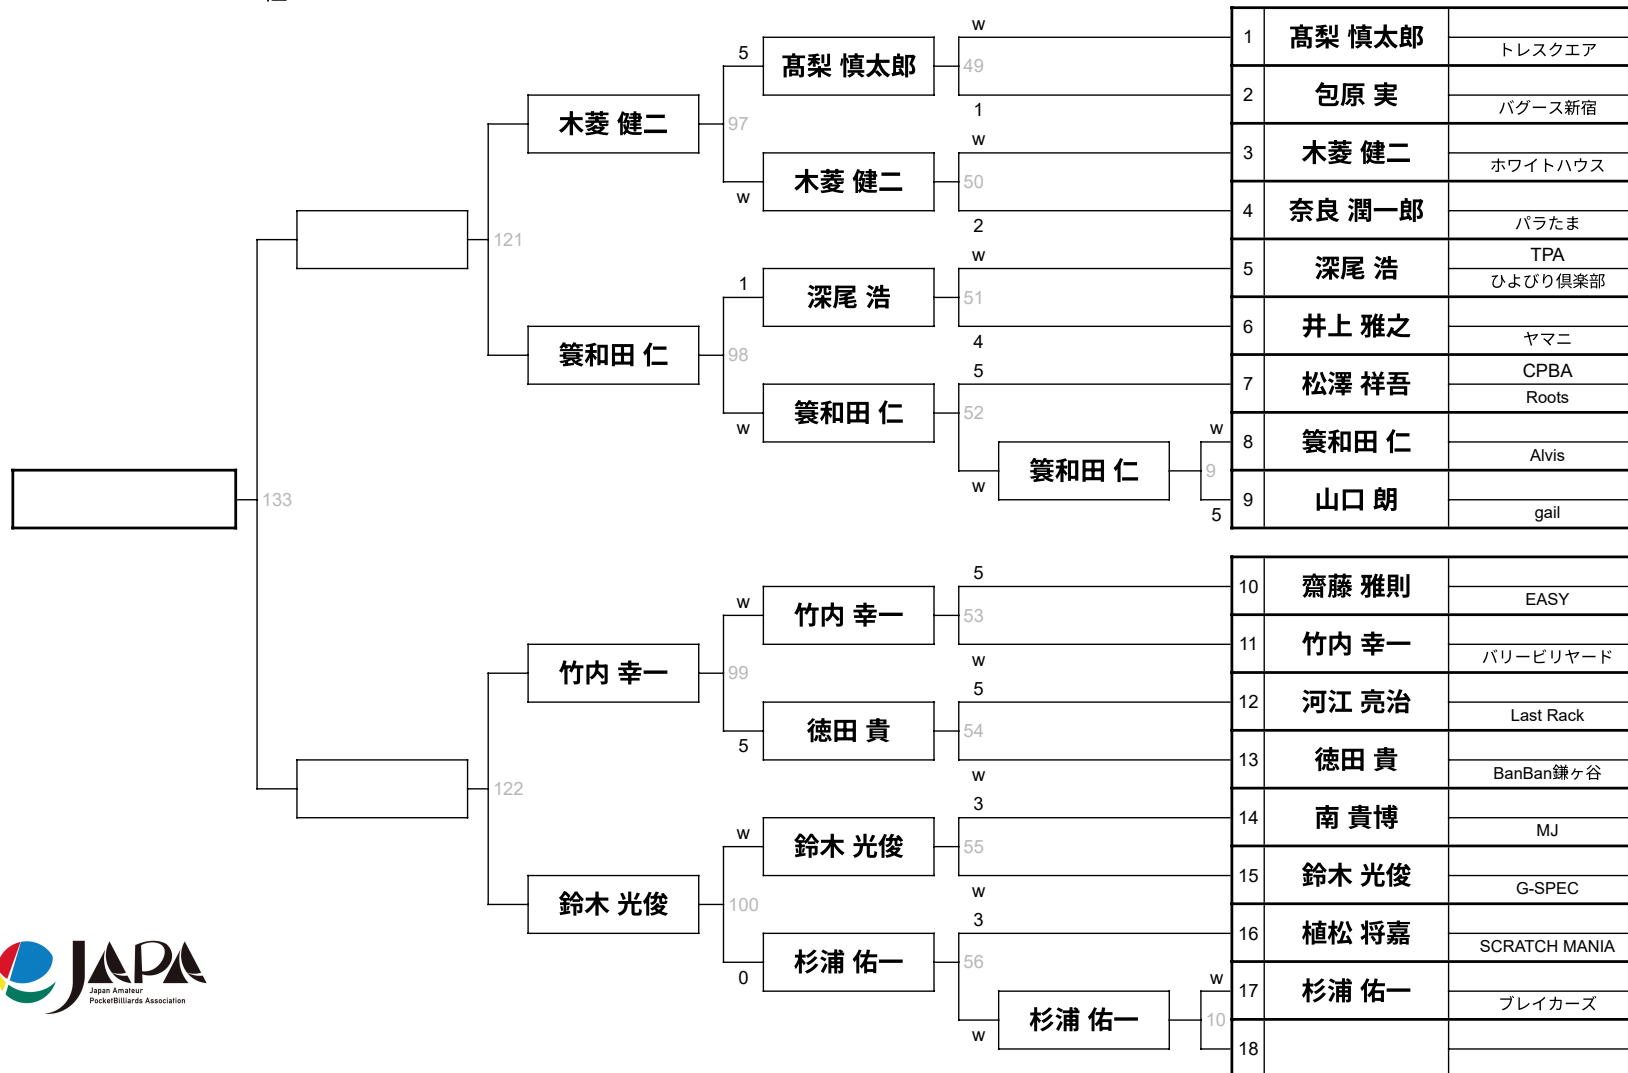 w
1 髙梨 慎太郎
トレスクエア
5 髙梨 慎太郎 49
2 包原 実
バグース新宿
1
木菱 健二 97
w
3 木菱 健二
ホワイトハウス
w 木菱 健二 50
4 奈良 潤一郎
パラたま
2
121
w
5 深尾 浩 TPA
ひよびり倶楽部
1 深尾 浩 51
6 井上 雅之
ヤマニ
4
簑和田 仁 98
5
7 松澤 祥吾 CPBA
Roots
w 簑和田 仁 52
w
8 簑和田 仁
Alvis
w 簑和田 仁 9
9 山口 朗
gail
5
133
5
10 齋藤 雅則
EASY
w 竹内 幸一 53
11 竹内 幸一
バリービリヤード
w
竹内 幸一 99
5
12 河江 亮治
Last Rack
5 徳田 貴 54
13 徳田 貴
BanBan鎌ヶ谷
w
122
3
14 南 貴博
MJ
w 鈴木 光俊 55
15 鈴木 光俊
G-SPEC
w
鈴木 光俊 100
3
16 植松 将嘉
SCRATCH MANIA
0 杉浦 佑一 56
w
17 杉浦 佑一
ブレイカーズ
w 杉浦 佑一 10
18
JAPA
Japan Amateur
PocketBilliards Association